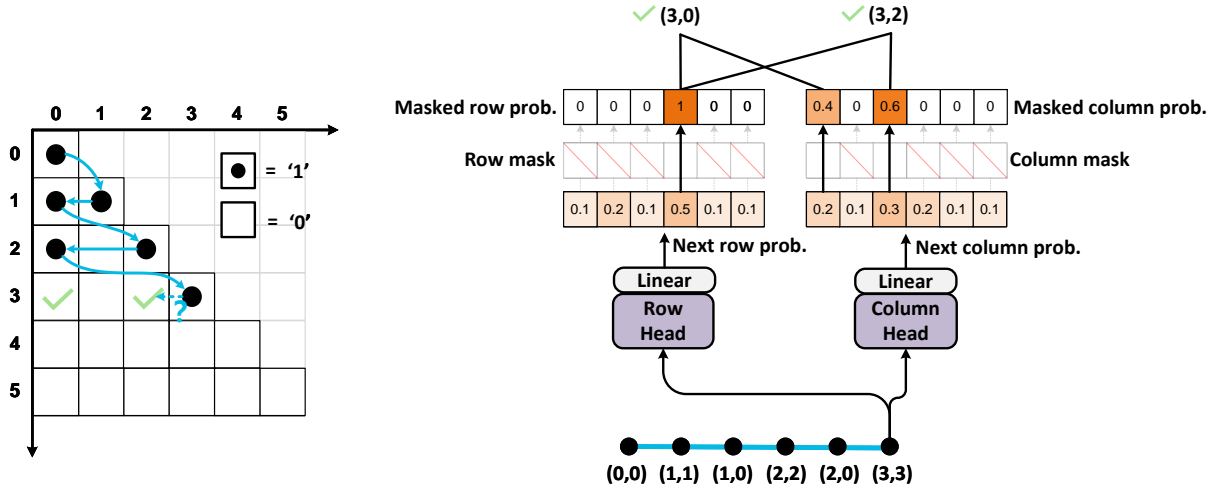 0 1 2 3 4 5
0
1
2
3
4
5
= '1'
= '0'
?
(3,0) (3,2)
Masked row prob. 0 0 0 1 0 0 0.4 0 0.6 0 0 0 Masked column prob.
Row mask Column mask
0.1 0.2 0.1 0.5 0.1 0.1 0.2 0.1 0.3 0.2 0.1 0.1
Next row prob. Next column prob.
Linear Linear
Row Head
Column Head
(0,0) (1,1) (1,0) (2,2) (2,0) (3,3)